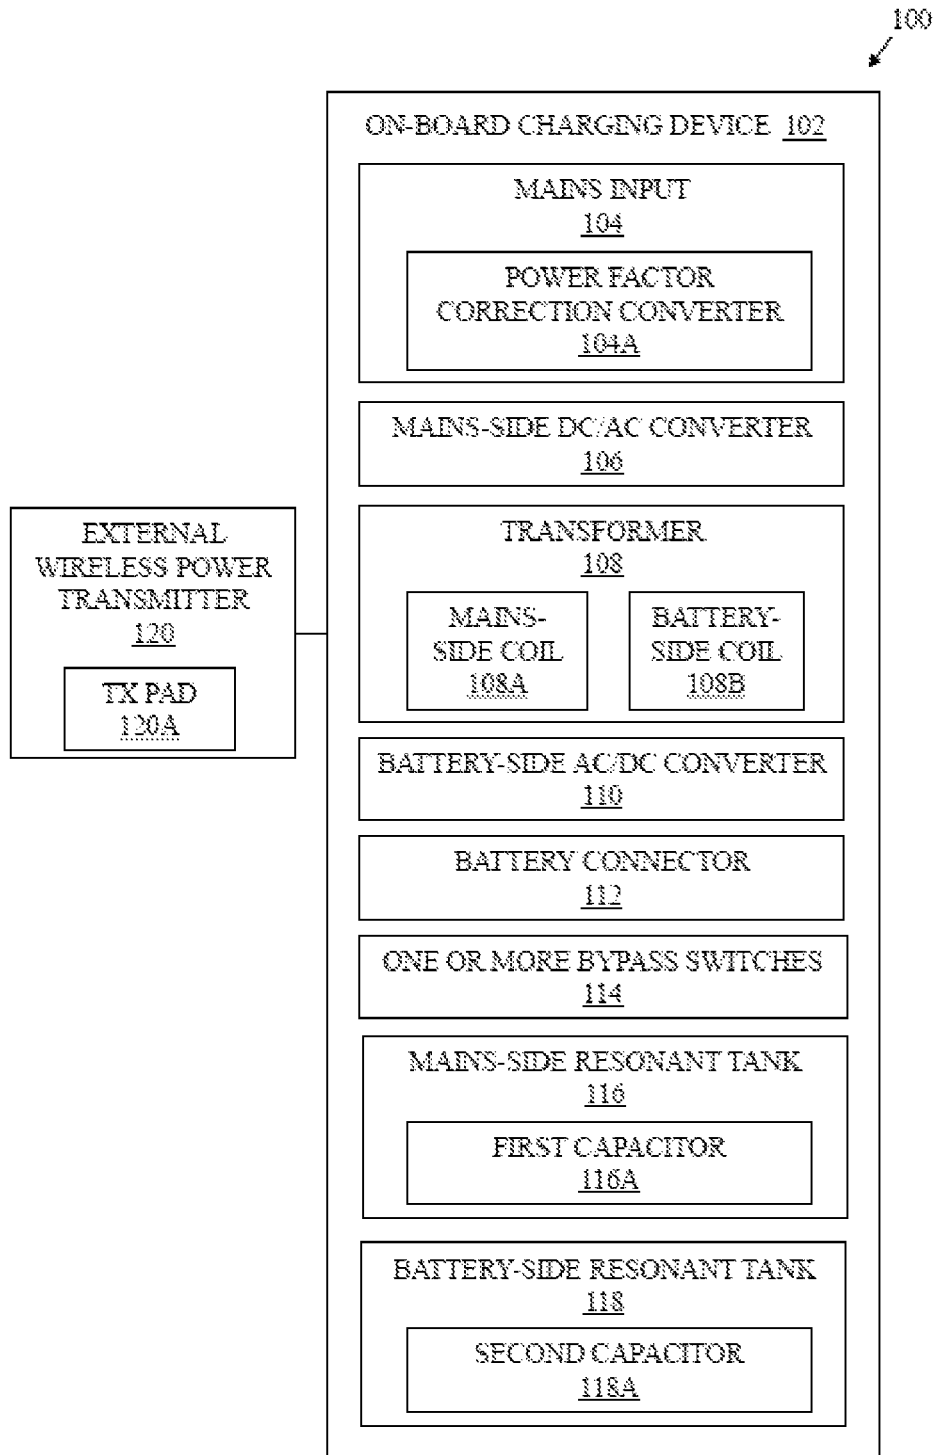 100
ON-BOARD CHARGING DEVICE 102
MAINS INPUT
104
POWER FACTOR
CORRECTION CONVERTER
104A
MAINS-SIDE DC/AC CONVERTER
106
EXTERNAL
WIRELESS POWER
TRANSMITTER
120
TX PAD
120A
TRANSFORMER
108
MAINS-
SIDE COIL
108A
BATTERY-
SIDE COIL
108B
BATTERY-SIDE AC/DC CONVERTER
110
BATTERY CONNECTOR
112
ONE OR MORE BYPASS SWITCHES
114
MAINS-SIDE RESONANT TANK
116
FIRST CAPACITOR
116A
BATTERY-SIDE RESONANT TANK
118
SECOND CAPACITOR
118A